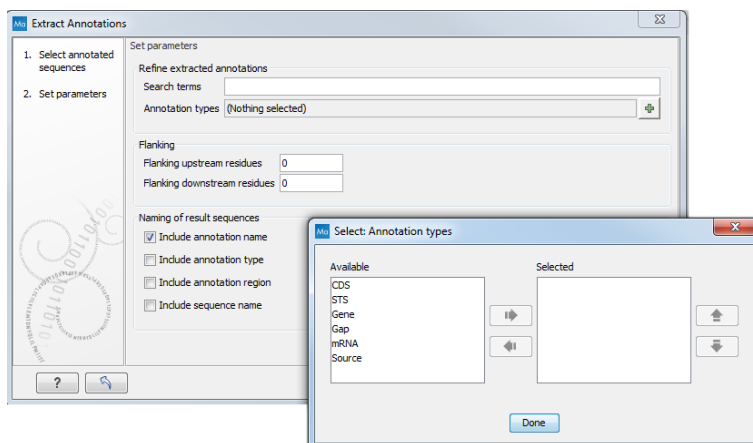 Ma Extract Annotations
1. Select annotated
sequences
2. Set parameters
Set parameters
Refine extracted annotations
Search terms
Annotation types (Nothing selected)
Flanking
Flanking upstream residues 0
Flanking downstream residues 0
Naming of result sequences
Include annotation name
Include annotation type
Include annotation region
Include sequence name
?
Ma Select: Annotation types
Available Selected
CDS
STS
Gene
Gap
mRNA
Source
Done